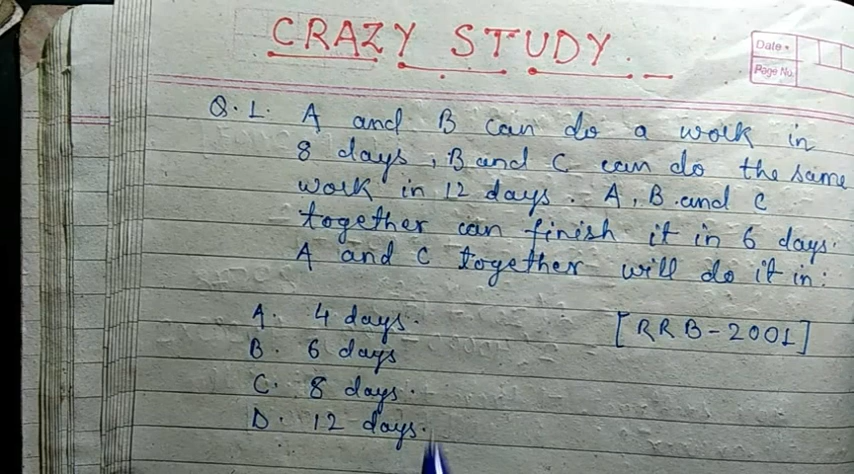 CRAZY STUDY
Date
Page No.
Q.1. A and B can do a work in
8 days, B and C can do the same
work in 12 days. A, B and C
together can finish it in 6 days.
A and C together will do it in:
A. 4 days.
[RRB-2001]
B. 6 days
C. 8 days.
D. 12 days.